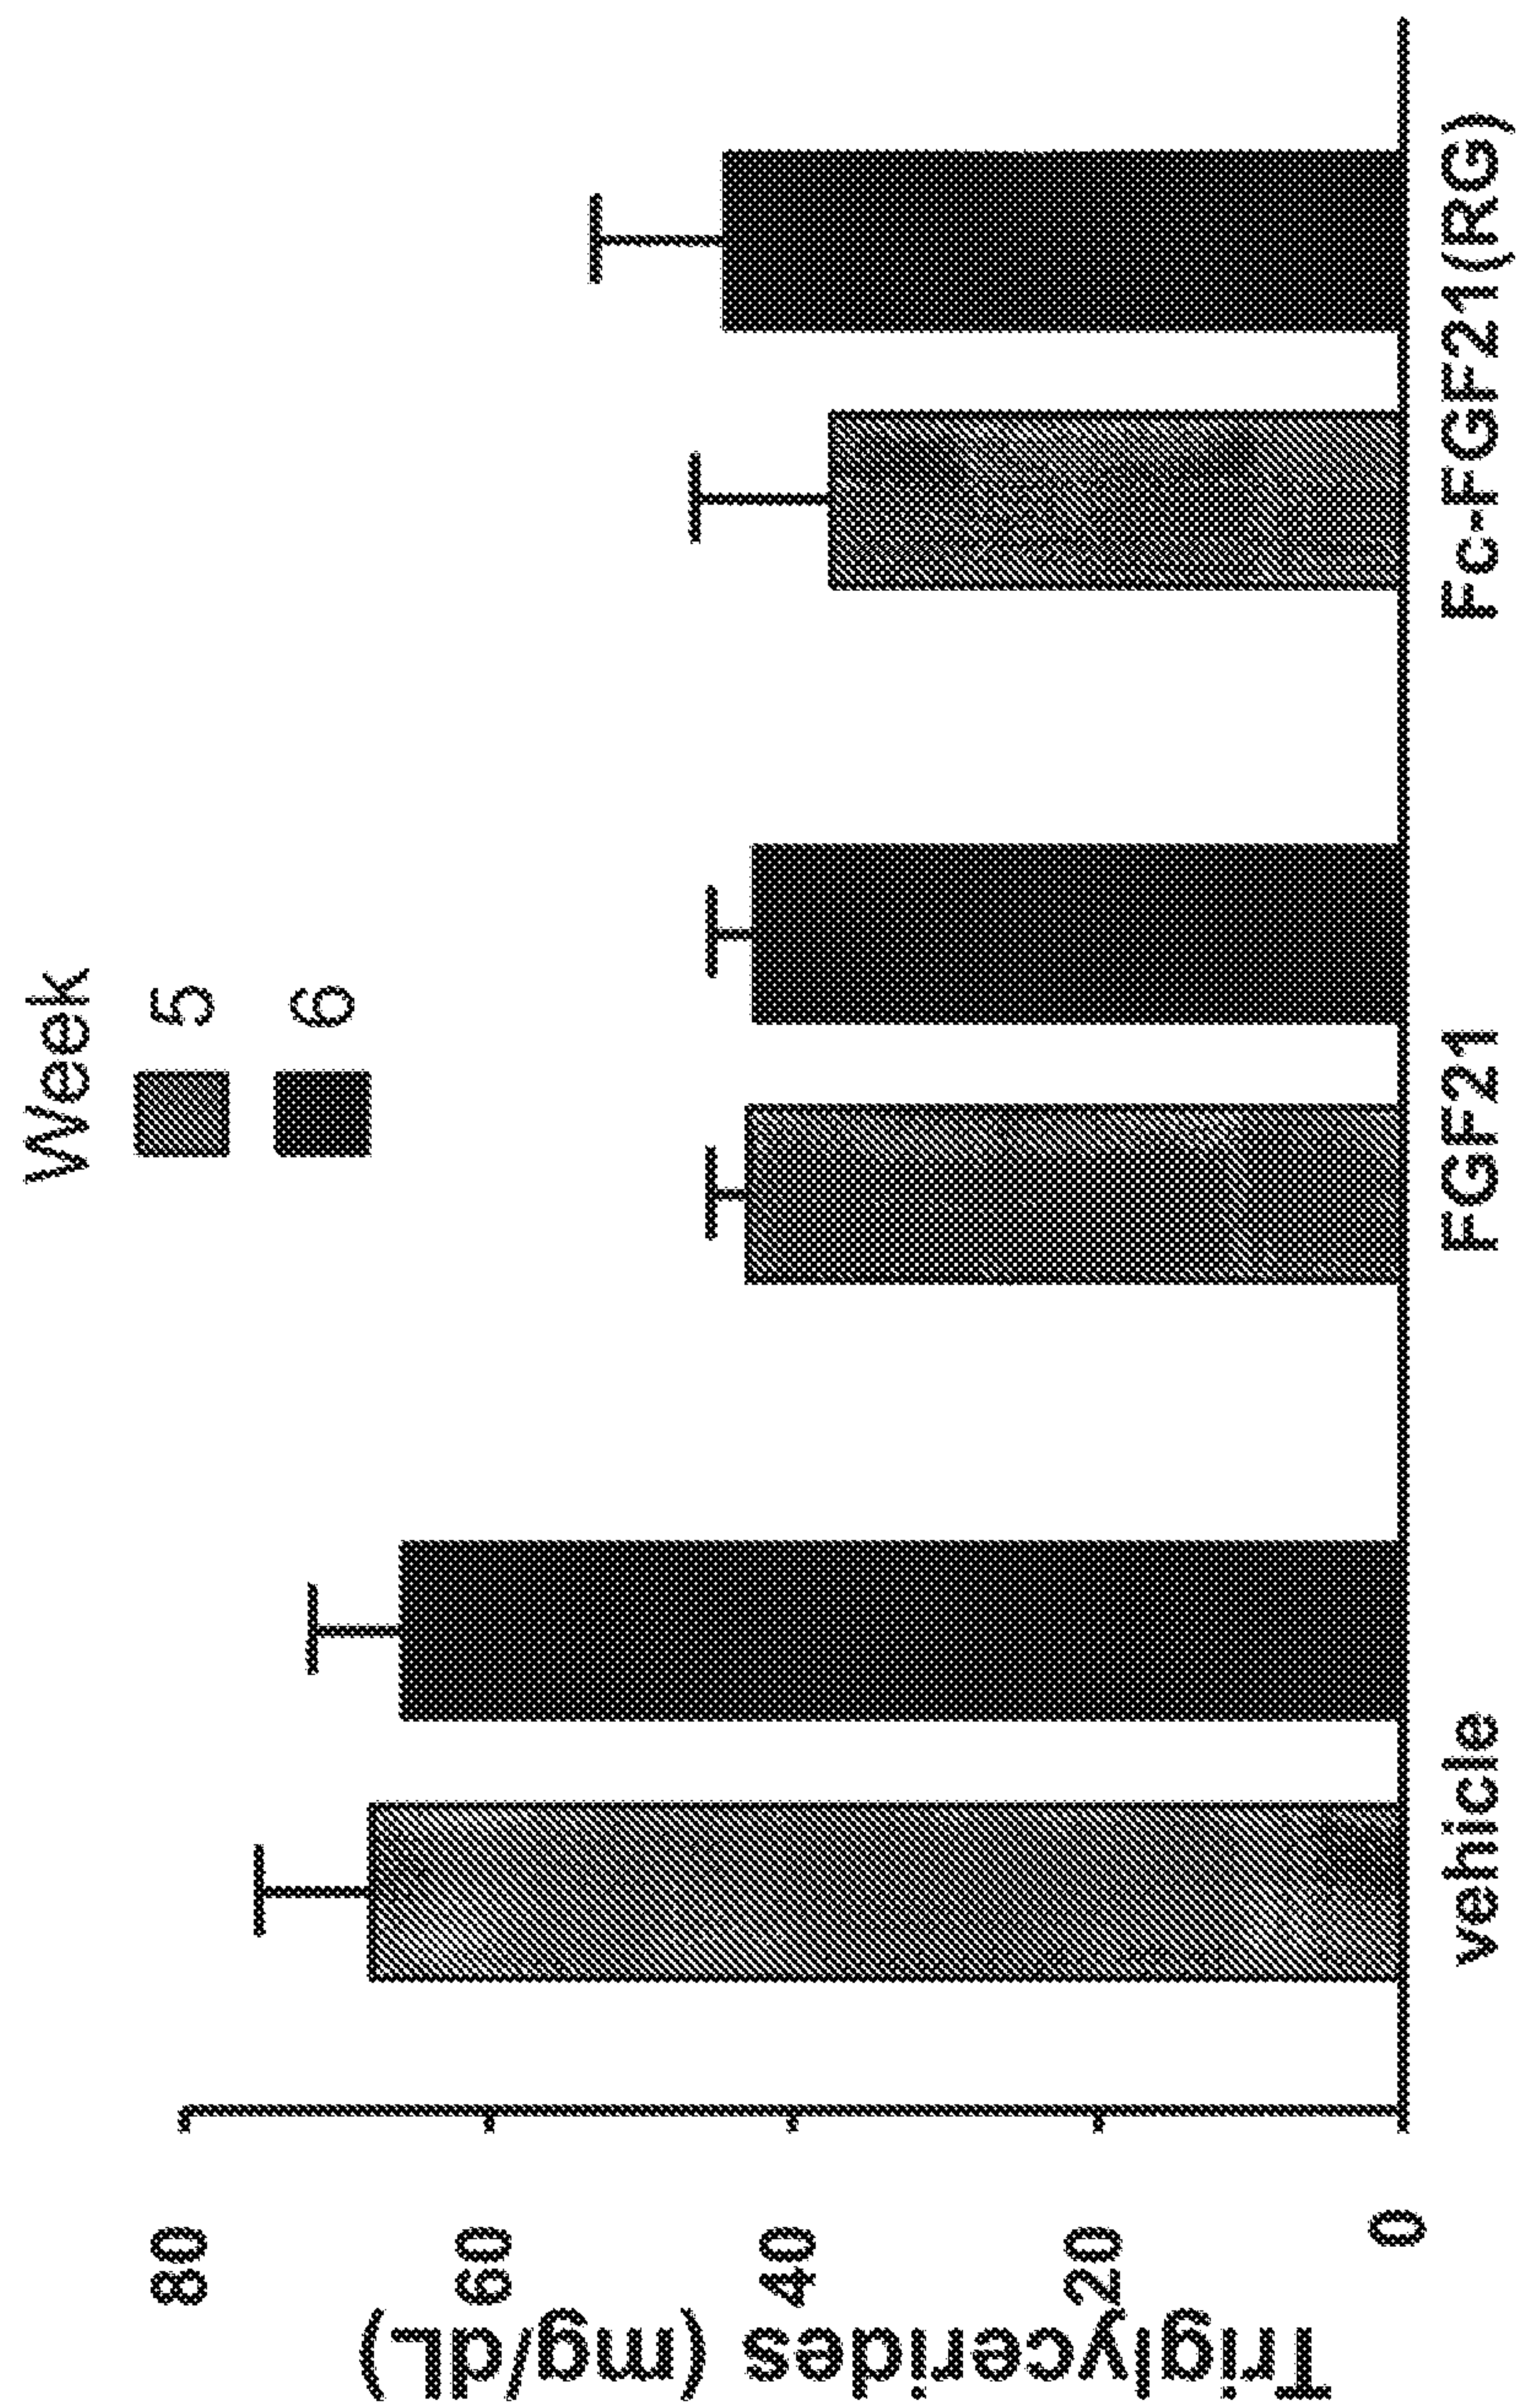 Week
5
6
Triglycerides (mg/dL)
80
60
40
20
0
vehicle
FGF21
Fc-FGF21(RG)